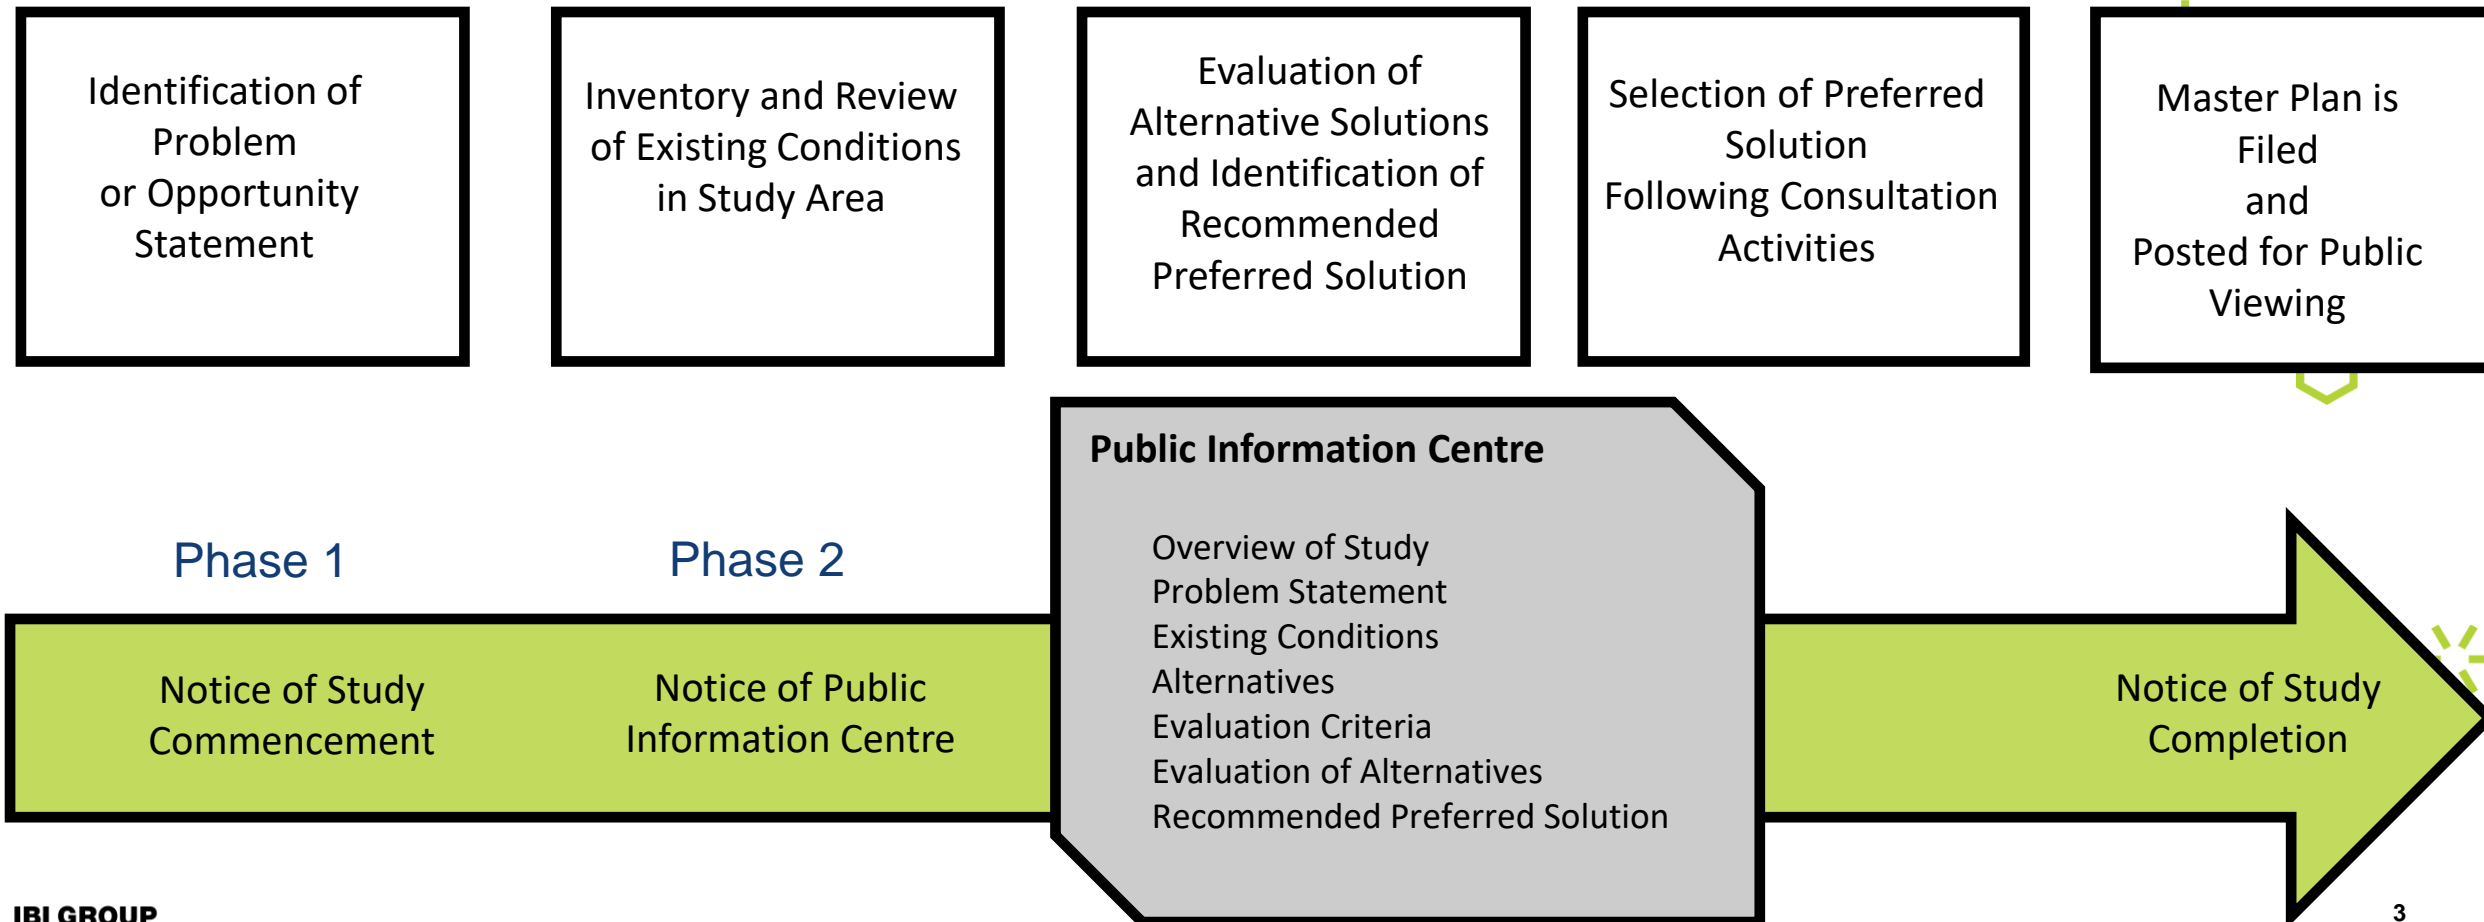 Identification of
Problem
or Opportunity
Statement
Inventory and Review
of Existing Conditions
in Study Area
Evaluation of
Alternative Solutions
and Identification of
Recommended
Preferred Solution
Selection of Preferred
Solution
Following Consultation
Activities
Master Plan is
Filed
and
Posted for Public
Viewing
Phase 1
Phase 2
Notice of Study
Commencement
Notice of Public
Information Centre
Public Information Centre
Overview of Study
Problem Statement
Existing Conditions
Alternatives
Evaluation Criteria
Evaluation of Alternatives
Recommended Preferred Solution
Notice of Study
Completion
IBI GROUP
3